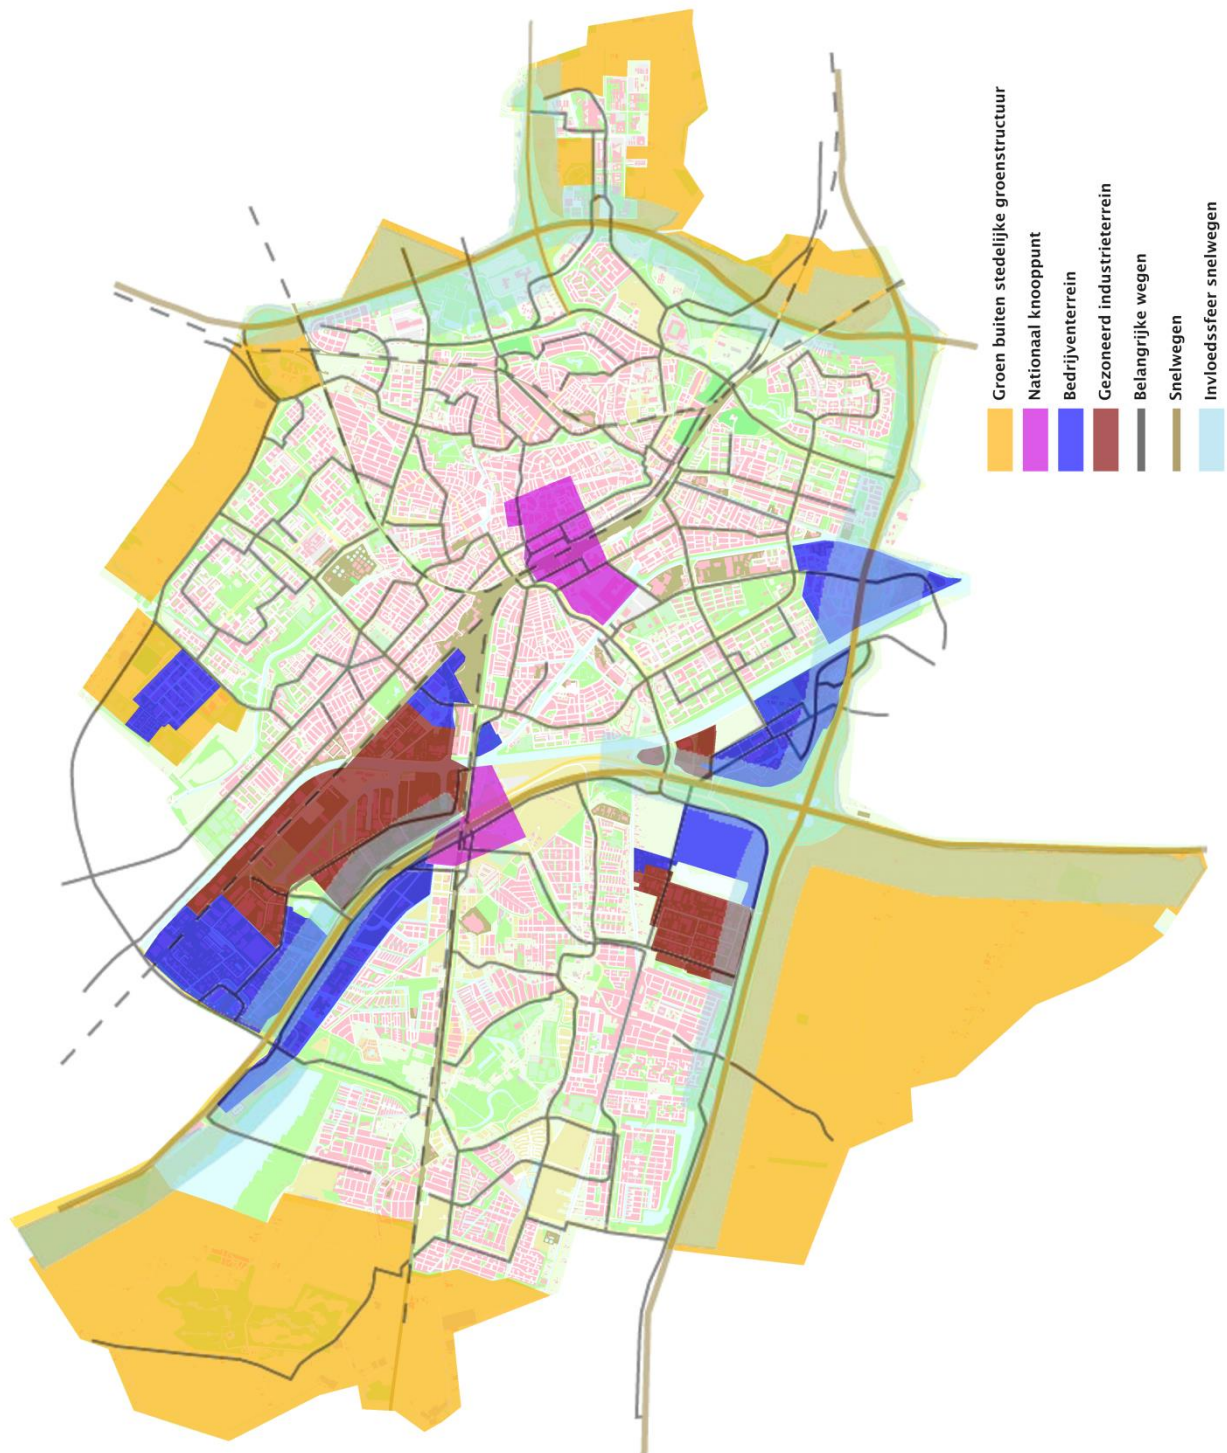 Groen buiten stedelijke groenstructuur
Nationaal knooppunt
Bedrijventerrein
Gezoneerd industrieterrein
Belangrijke wegen
Snelwegen
Invloedssfeer snelwegen